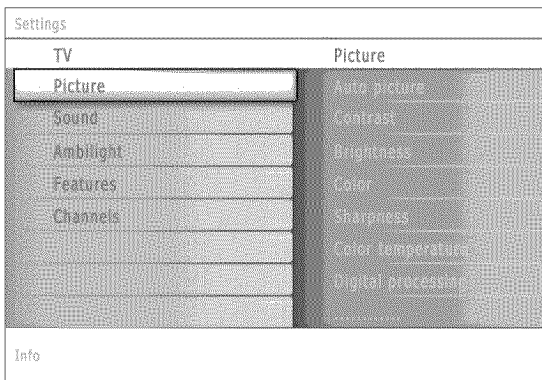 Settings
TV
Picture
Picture
Sound
Ambilight
Features
Channels
Auto picture
Contrast
Brightness
Color
Sharpness
Color temperature
Digital processing
............
Info